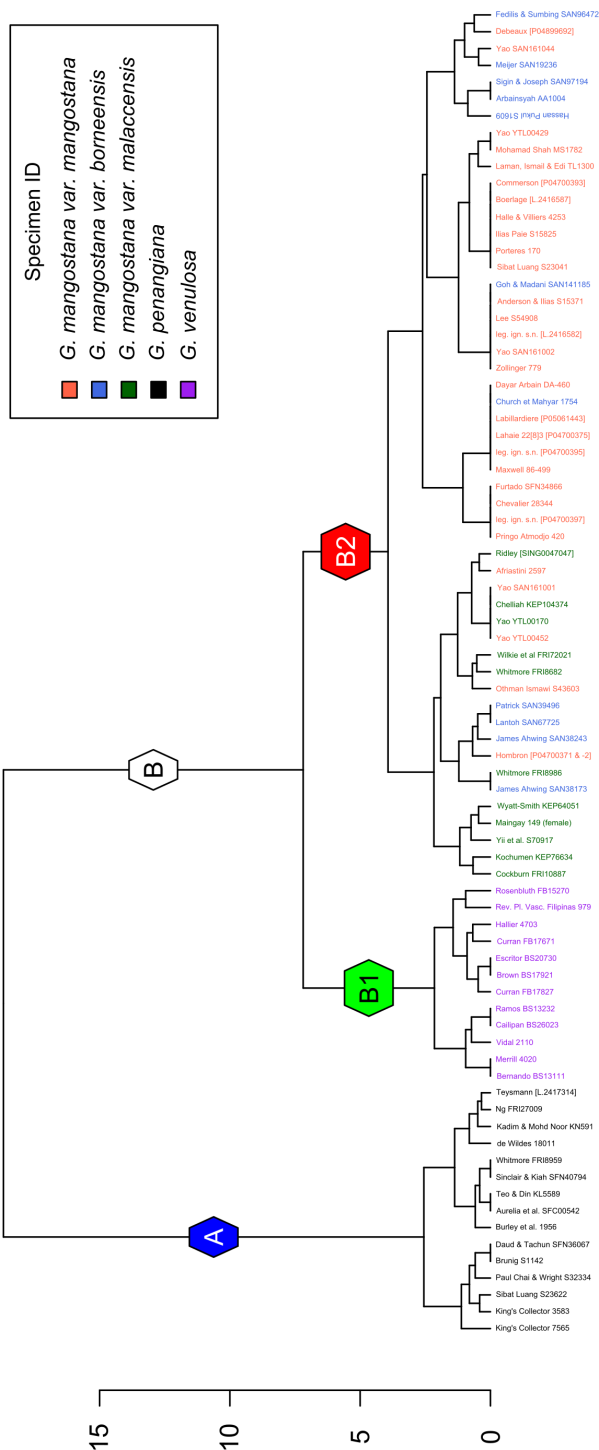 Specimen ID
G. mangostana var. mangostana
G. mangostana var. borneensis
G. mangostana var. malaccensis
G. penangiana
G. venulosa
A
B
B1
B2
15
10
5
0
Fedilis & Sumbing SAN96472
Debeaux [P04899692]
Yao SAN161044
Meijer SAN19236
Sigin & Joseph SAN97194
Arbainsyah AA1004
Hassan Pukul S1609
Yao YTL00429
Mohamad Shah MS1782
Laman, Ismail & Edi TL1300
Commerson [P04700393]
Boerlage [L.2416587]
Halle & Villiers 4253
Ilias Paie S15825
Porteres 170
Sibat Luang S23041
Goh & Madani SAN141185
Anderson & Ilias S15371
Lee S54908
leg. ign. s.n. [L.2416582]
Yao SAN161002
Zollinger 779
Dayar Arbain DA-460
Church et Mahyar 1754
Labillardiere [P05061443]
Lahaie 22[8]3 [P04700375]
leg. ign. s.n. [P04700395]
Maxwell 86-499
Furtado SFN34866
Chevalier 28344
leg. ign. s.n. [P04700397]
Pringo Atmodjo 420
Ridley [SING0047047]
Afriastini 2597
Yao SAN161001
Chelliah KEP104374
Yao YTL00170
Yao YTL00452
Wilkie et al FRI72021
Whitmore FRI8682
Othman Ismawi S43603
Patrick SAN39496
Lantoh SAN67725
James Ahwing SAN38243
Hombron [P04700371 & -2]
Whitmore FRI8986
James Ahwing SAN38173
Wyatt-Smith KEP64051
Maingay 149 (female)
Yii et al. S70917
Kochumen KEP76634
Cockburn FRI10887
Rosenbluth FB15270
Rev. Pl. Vasc. Filipinas 979
Hallier 4703
Curran FB17671
Escritor BS20730
Brown BS17921
Curran FB17827
Ramos BS13232
Cailipan BS26023
Vidal 2110
Merrill 4020
Bernando BS13111
Teysmann [L.2417314]
Ng FRI27009
Kadim & Mohd Noor KN591
de Wildes 18011
Whitmore FRI8959
Sinclair & Kiah SFN40794
Teo & Din KL5589
Aurelia et al. SFC00542
Burley et al. 1956
Daud & Tachun SFN36067
Brunig S1142
Paul Chai & Wright S32334
Sibat Luang S23622
King's Collector 3583
King's Collector 7565